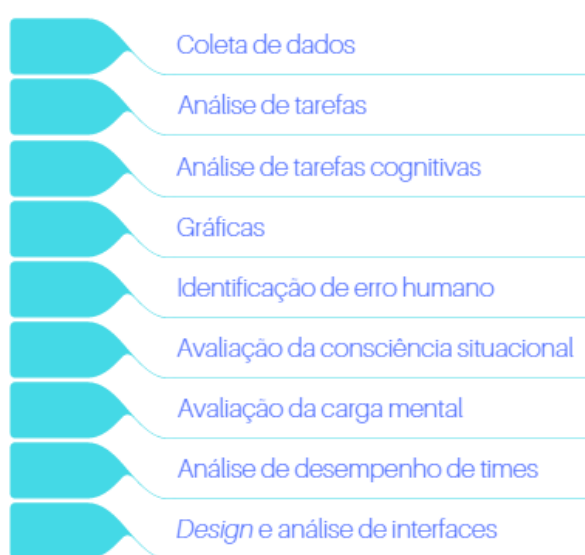 Coleta de dados
Análise de tarefas
Análise de tarefas cognitivas
Gráficas
Identificação de erro humano
Avaliação da consciência situacional
Avaliação da carga mental
Análise de desempenho de times
Design e análise de interfaces